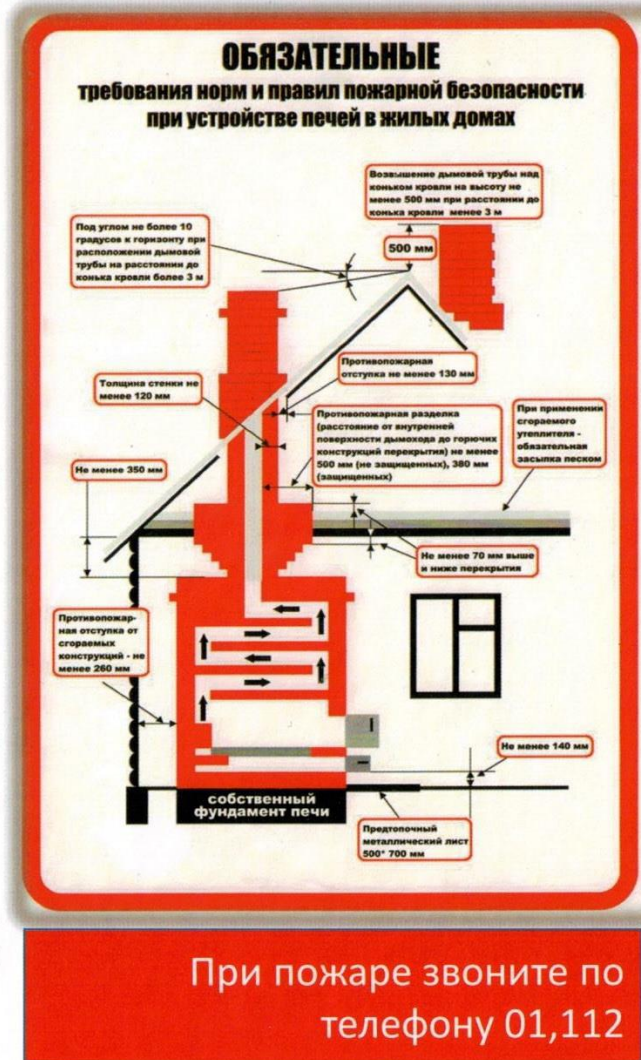 ОБЯЗАТЕЛЬНЫЕ
требования норм и правил пожарной безопасности
при устройстве печей в жилых домах
Возвышение дымовой трубы над
коньком кровли на высоту не
менее 500 мм при расстоянии до
конька кровли менее 3 м
Под углом не более 10
градусов к горизонту при
расположении дымовой
трубы на расстоянии до
конька кровли более 3 м
500 мм
Противопожарная
отступка не менее 130 мм
Толщина стенки не
менее 120 мм
Противопожарная разделка
(расстояние от внутренней
поверхности дымохода до горючих
конструкций перекрытия) не менее
500 мм (не защищенных), 380 мм
(защищенных)
При применении
сгораемого
утеплителя -
обязательная
засыпка песком
Не менее 350 мм
Не менее 70 мм выше
и ниже перекрытия
Противопожар-
ная отступка от
сгораемых
конструкций - не
менее 260 мм
Не менее 140 мм
собственный
фундамент печи
Предтопочный
металлический лист
500* 700 мм
При пожаре звоните по
телефону 01,112